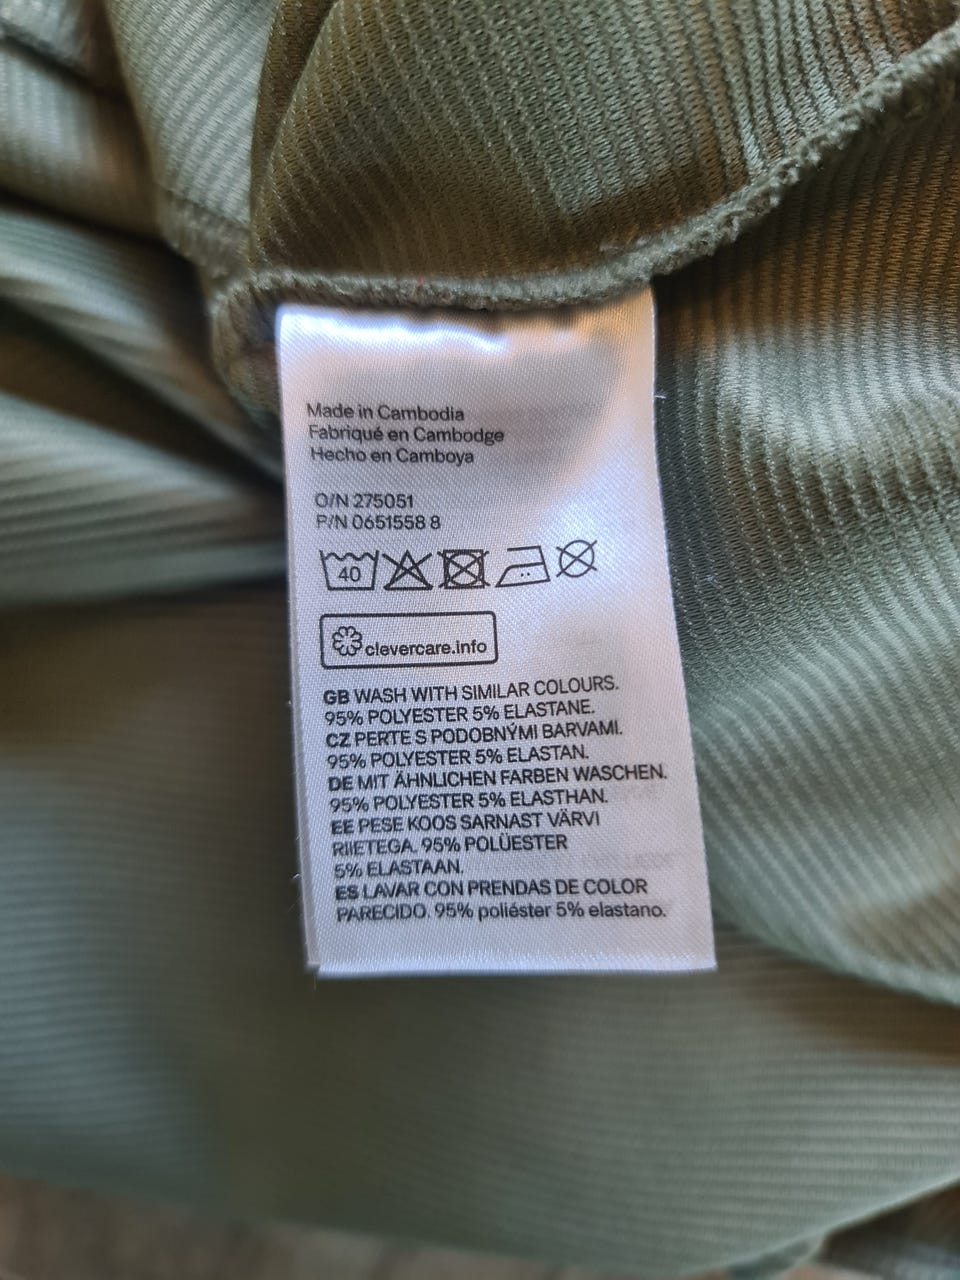 Made in Cambodia
Fabriqué en Cambodge
Hecho en Camboya
O/N 275051
P/N 0651558 8
40
clevercare.info
GB WASH WITH SIMILAR COLOURS.
95% POLYESTER 5% ELASTANE.
CZ PERTE S PODOBNÝMI BARVAMI.
95% POLYESTER 5% ELASTAN.
DE MIT ÄHNLICHEN FARBEN WASCHEN.
95% POLYESTER 5% ELASTHAN.
EE PESE KOOS SARNAST VÄRVI
RIIETEGA. 95% POLÜESTER
5% ELASTAAN.
ES LAVAR CON PRENDAS DE COLOR
PARECIDO. 95% poliéster 5% elastano.